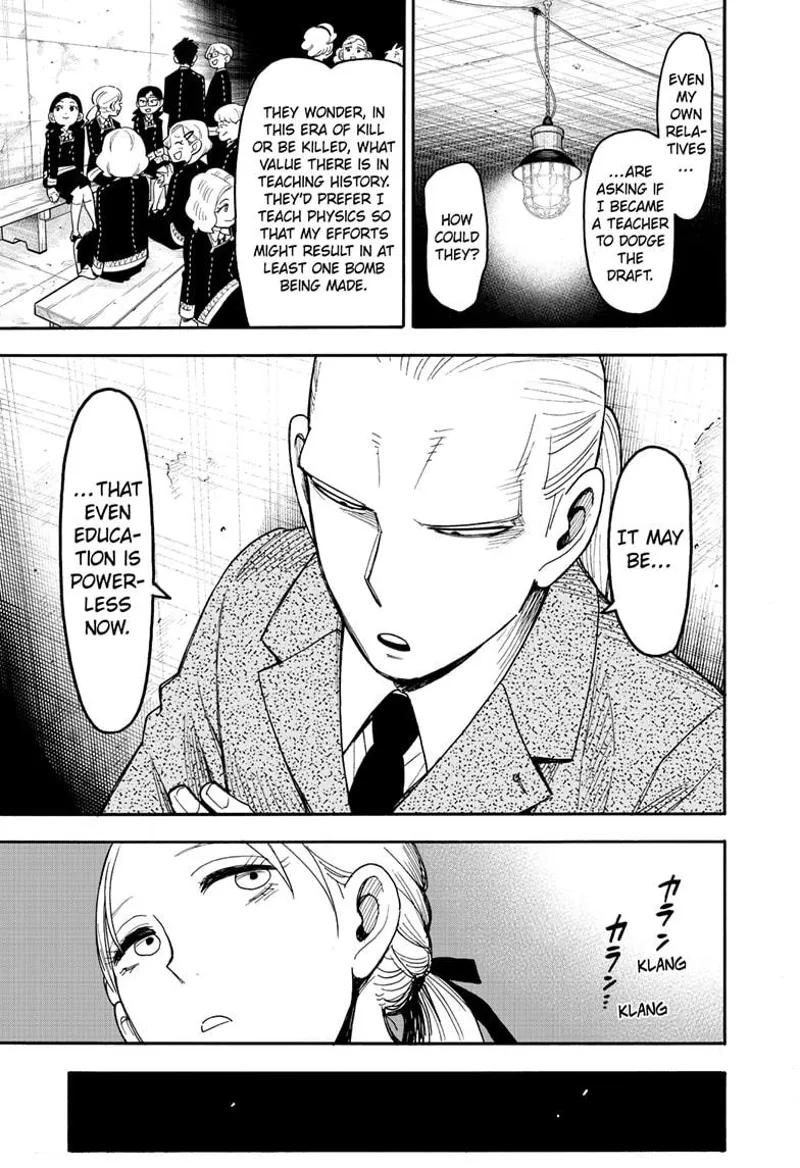 EVEN
MY
OWN
RELA-
TIVES
...
...ARE
ASKING IF
I BECAME
A TEACHER
TO DODGE
THE
DRAFT.
HOW
COULD
THEY?
THEY WONDER, IN
THIS ERA OF KILL
OR BE KILLED, WHAT
VALUE THERE IS IN
TEACHING HISTORY.
THEY'D PREFER I
TEACH PHYSICS SO
THAT MY EFFORTS
MIGHT RESULT IN AT
LEAST ONE BOMB
BEING MADE.
IT MAY
BE...
...THAT
EVEN
EDUCA-
TION IS
POWER-
LESS
NOW.
カラン
KLANG
カラン…
KLANG